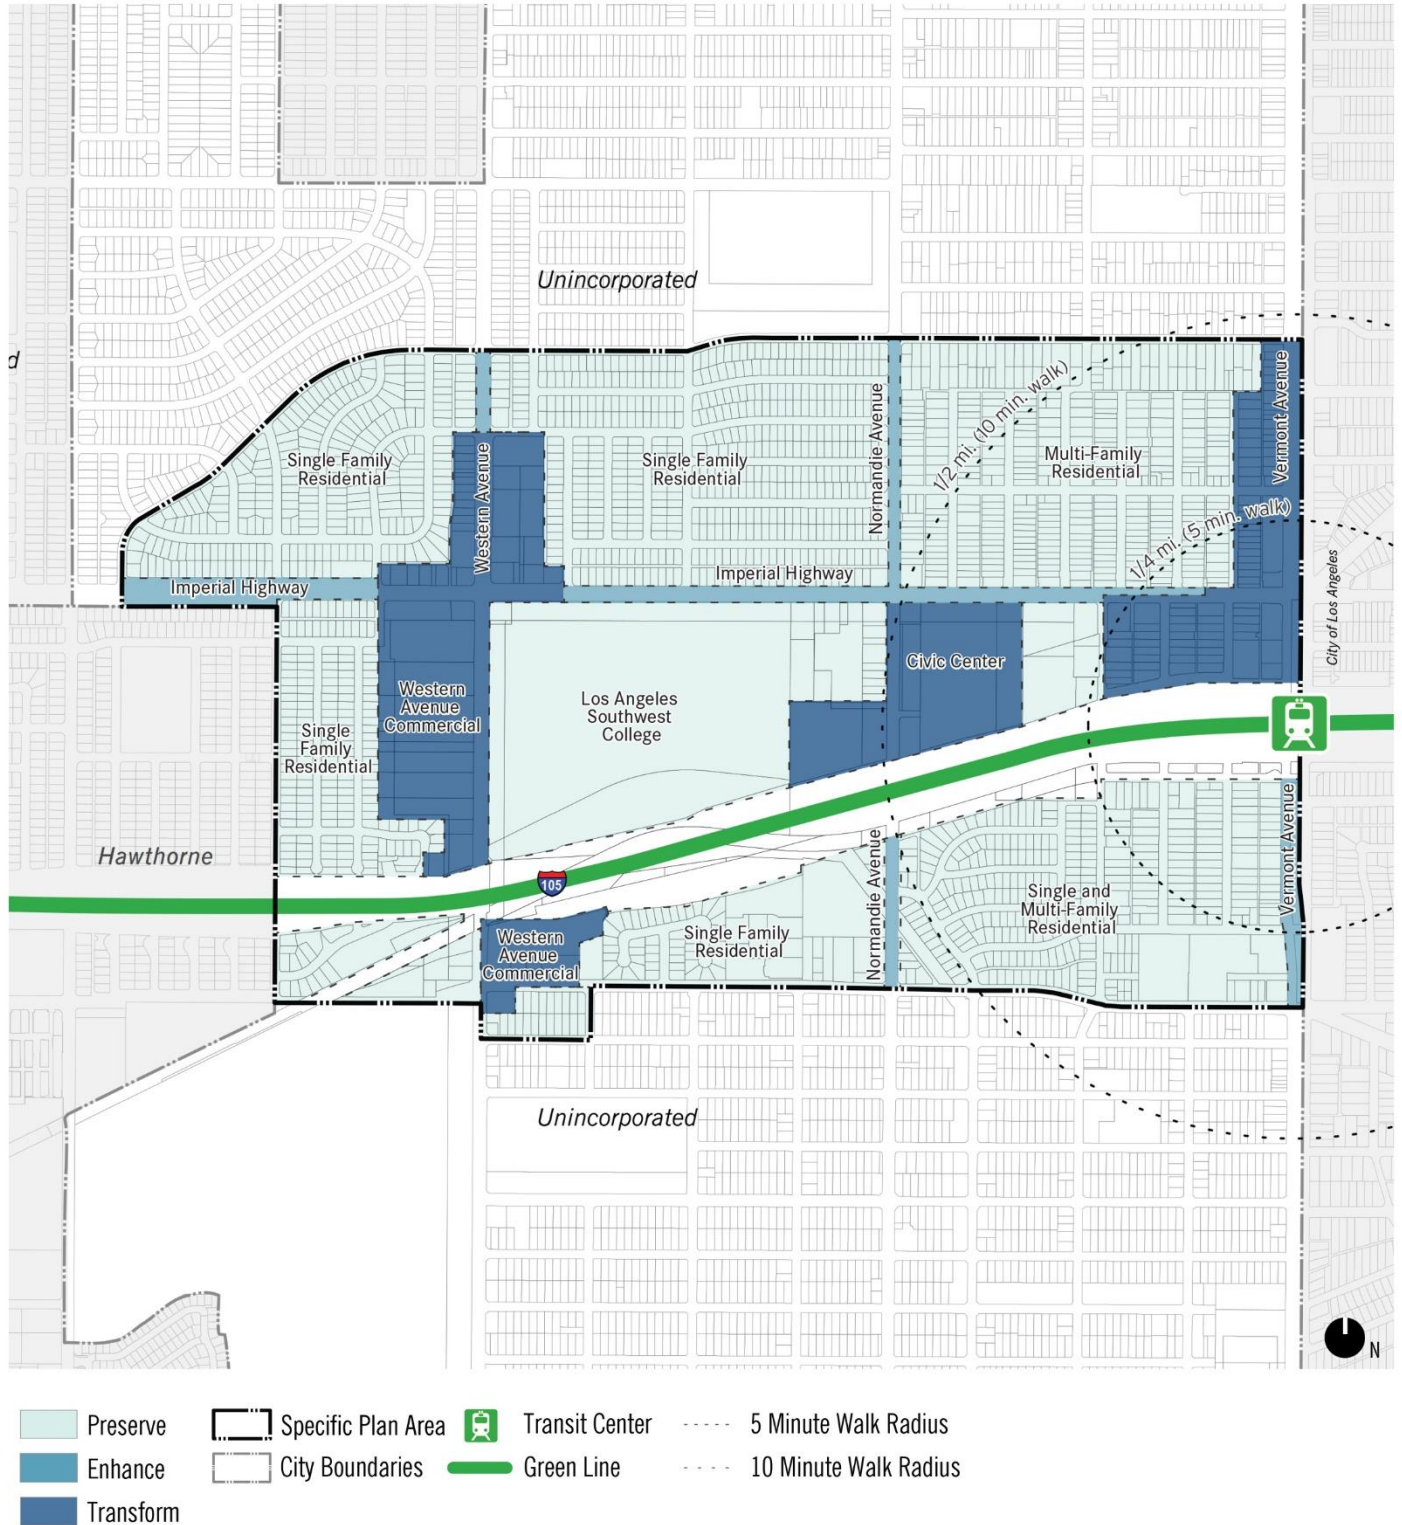 Unincorporated
d
1/2 mi. (10 min. walk)
Vermont Avenue
Normandie Avenue
Single Family
Residential
Western Avenue
Single Family
Residential
Multi-Family
Residential
1/4 mi. (5 min. walk)
Imperial Highway
Imperial Highway
City of Los Angeles
Civic Center
Western
Avenue
Commercial
Los Angeles
Southwest
College
Single
Family
Residential
Hawthorne
105
Vermont Avenue
Normandie Avenue
Single and
Multi-Family
Residential
Western
Avenue
Commercial
Single Family
Residential
Unincorporated
N
Preserve
Specific Plan Area
Transit Center
5 Minute Walk Radius
Enhance
City Boundaries
Green Line
10 Minute Walk Radius
Transform